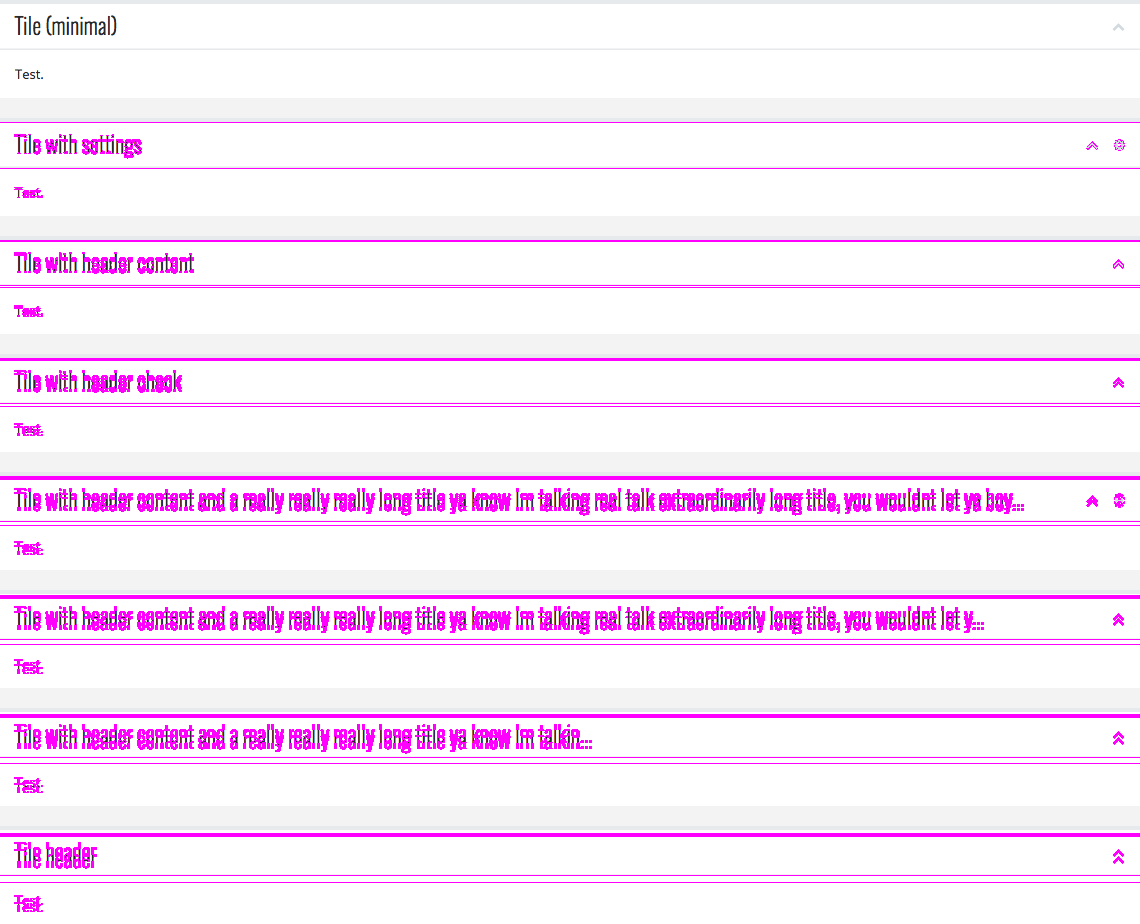 Tile (minimal)
Test.
Tile with settings
Test.
Tile with header content
Test.
Tile with header check
Test.
Tile with header content and a really really really long title ya know Im talking real talk extraordinarily long title, you wouldnt let ya boy...
Test.
Tile with header content and a really really really long title ya know Im talking real talk extraordinarily long title, you wouldnt let y...
Test.
Tile with header content and a really really really long title ya know Im talkin...
Test.
Tile header
Test.